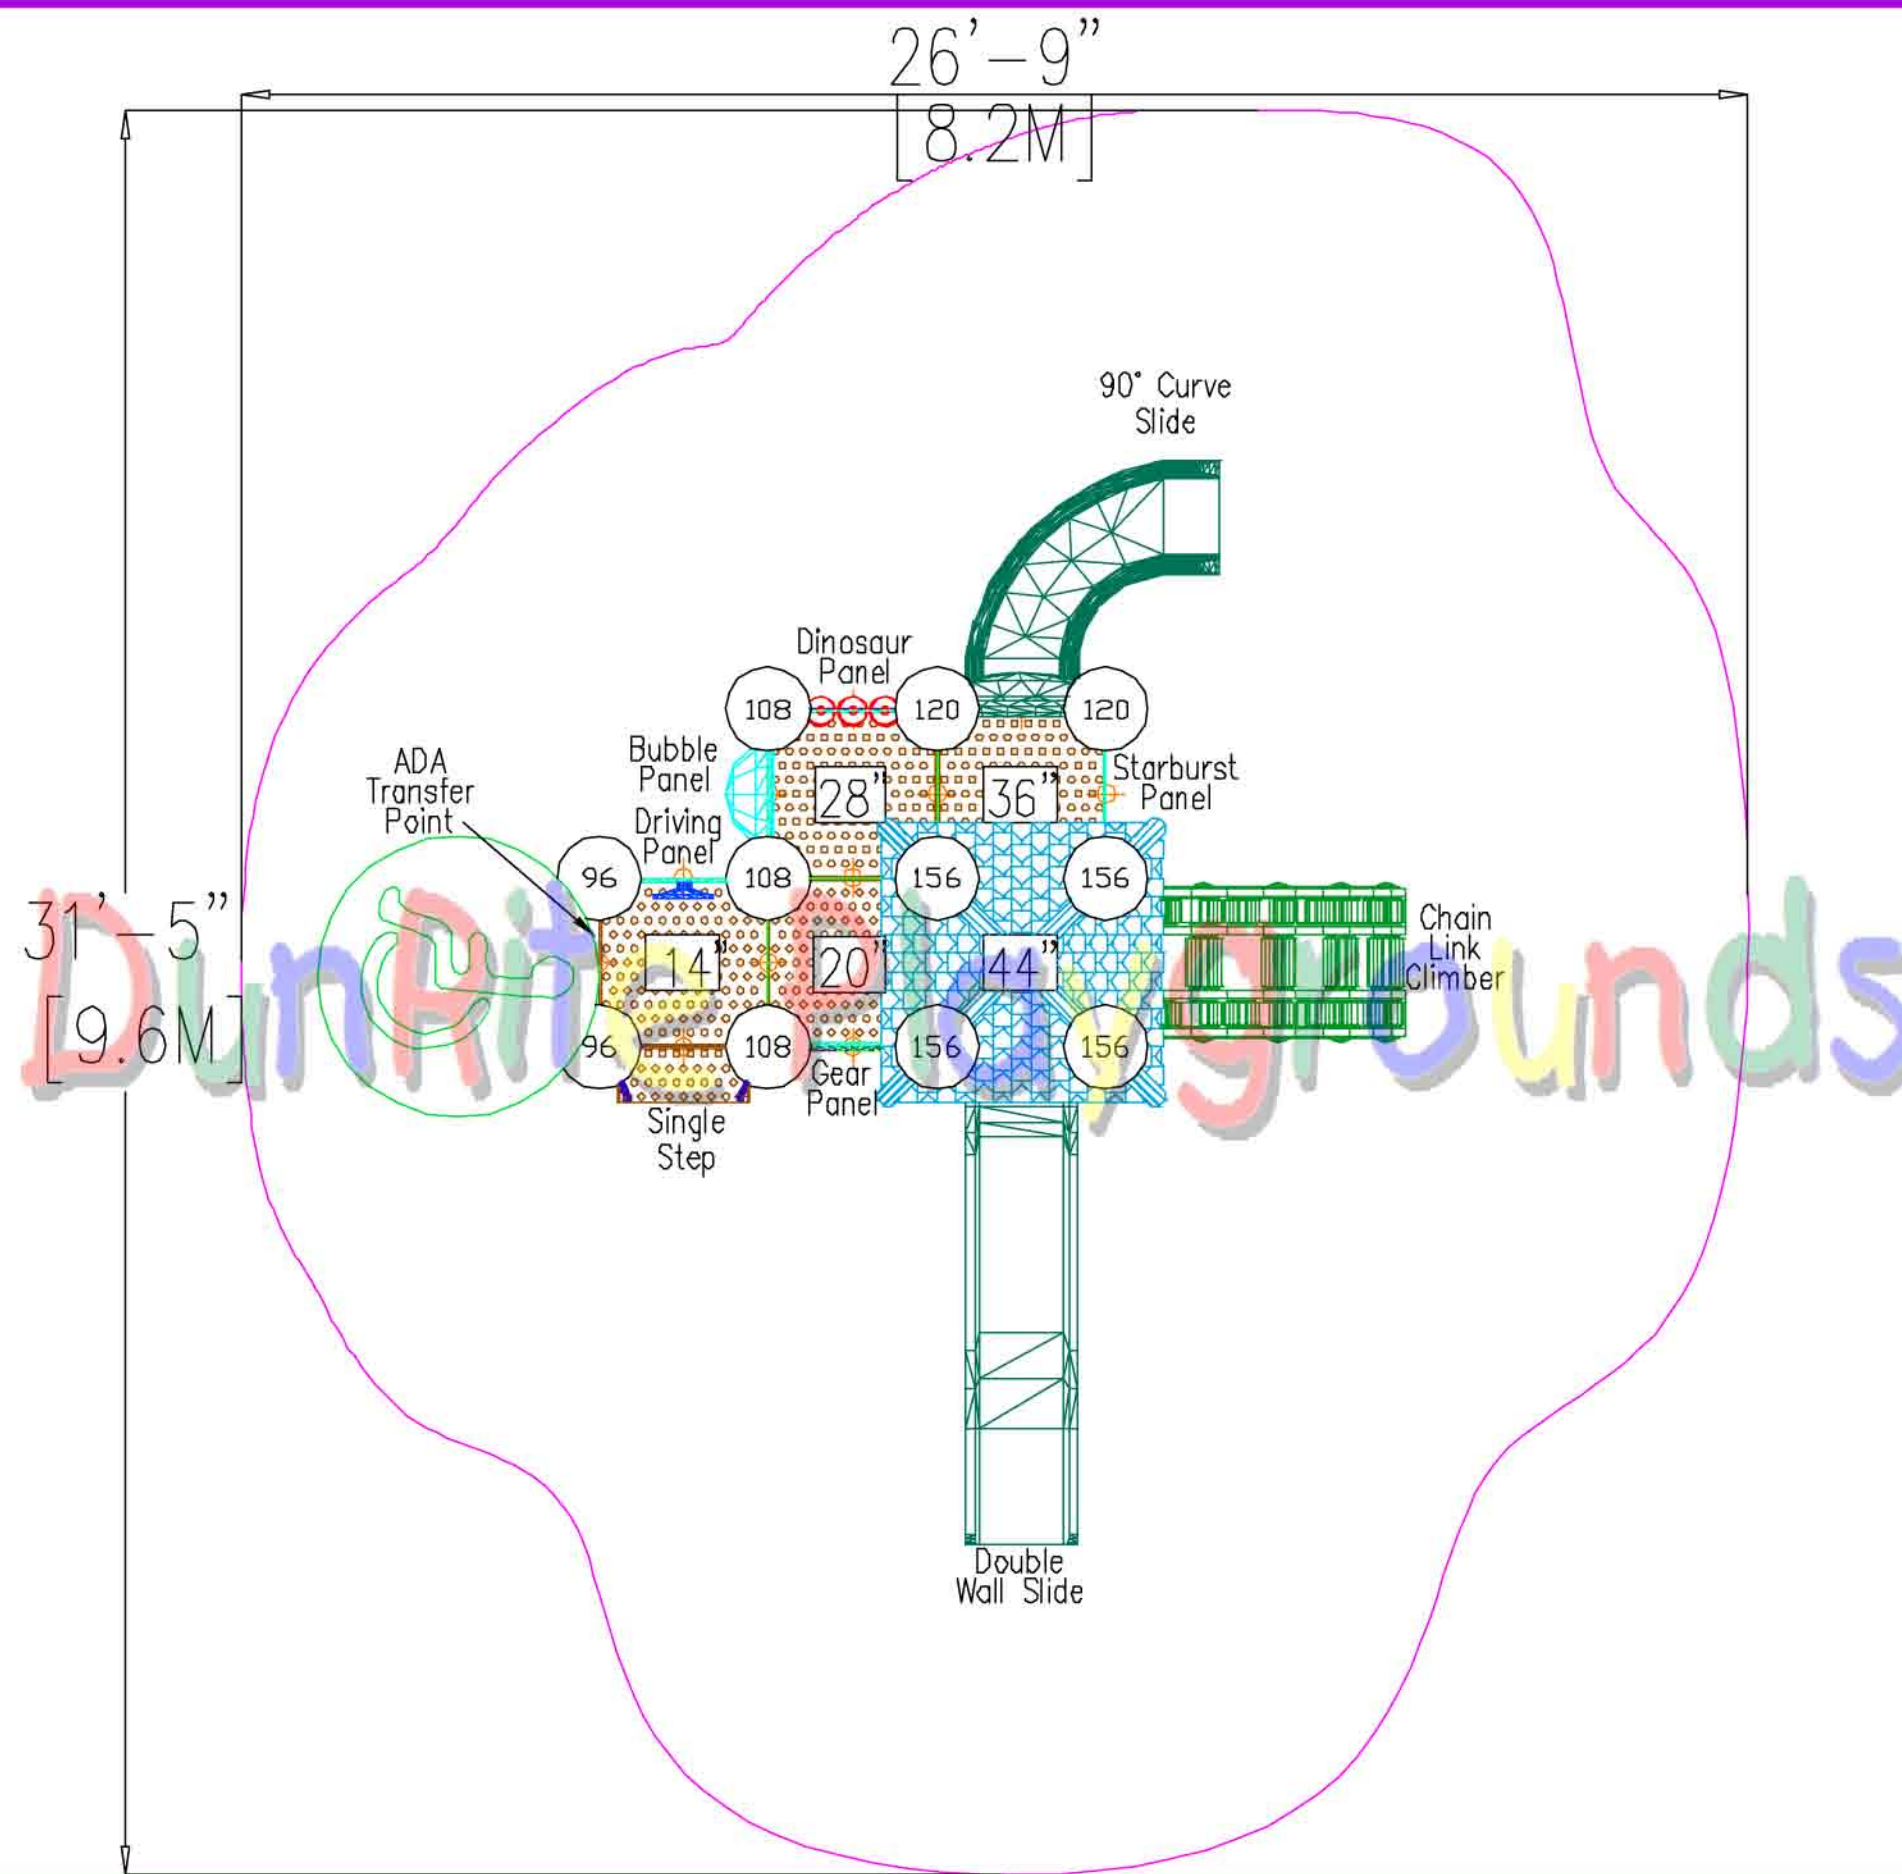 26'-9"
[8.2M]
90° Curve
Slide
Dinosaur
Panel
108
120
120
Bubble
Panel
ADA
Transfer
Point
Starburst
Panel
28"
36"
Driving
Panel
96
108
156
156
31'-5"
[9.6M]
14"
20"
44"
Chain
Link
Climber
DunRite Playgrounds
96
108
156
156
Gear
Panel
Single
Step
Double
Wall Slide